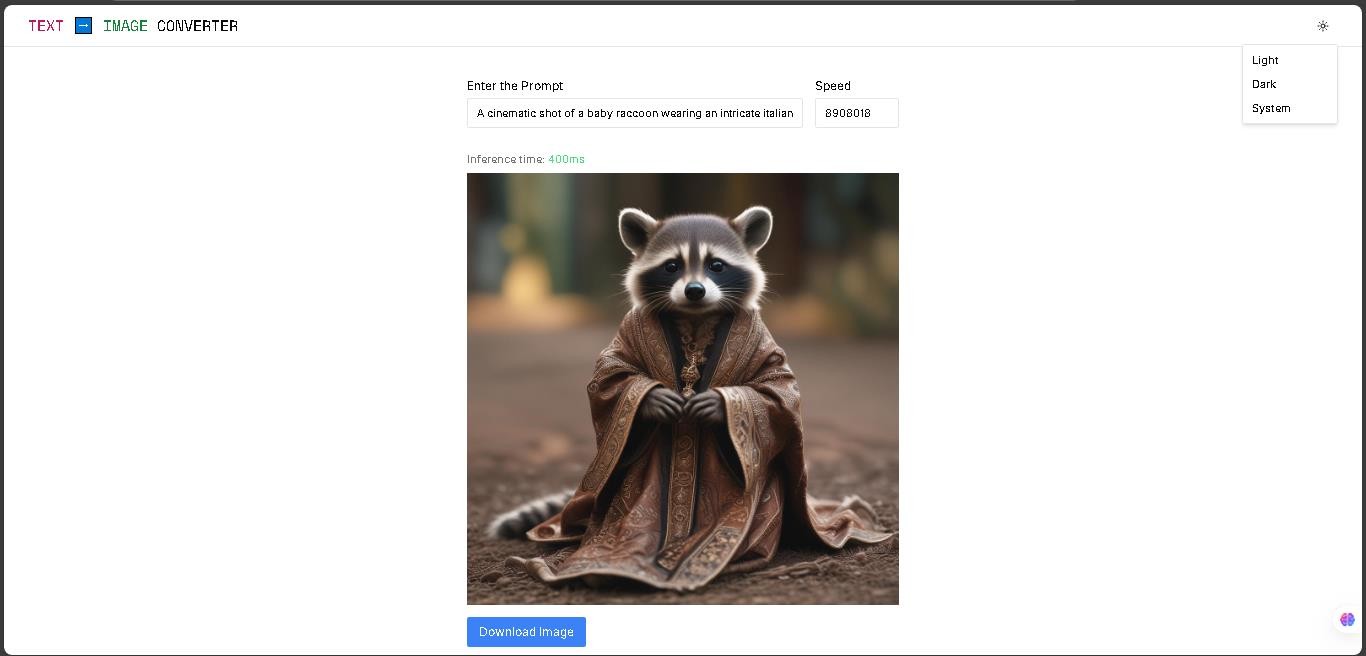 TEXT ➡ IMAGE CONVERTER
Light
Dark
System
Enter the Prompt
Speed
A cinematic shot of a baby raccoon wearing an intricate italian
8908018
Inference time: 400ms
Download Image